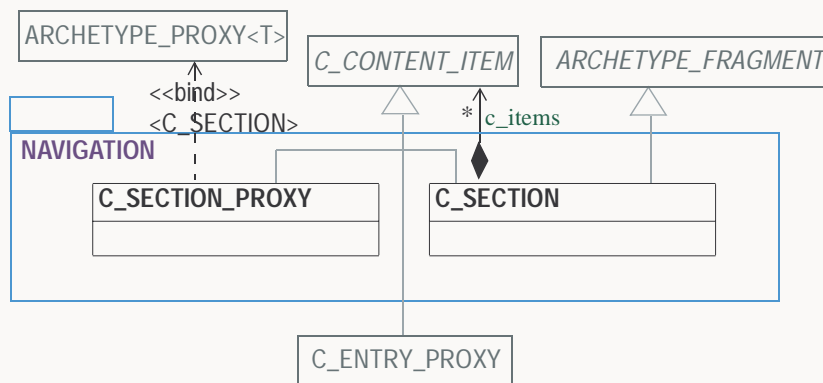 ARCHETYPE_PROXY<T>
C_CONTENT_ITEM
ARCHETYPE_FRAGMENT
<<bind>>
<C_SECTION>
* c_items
NAVIGATION
C_SECTION_PROXY
C_SECTION
C_ENTRY_PROXY